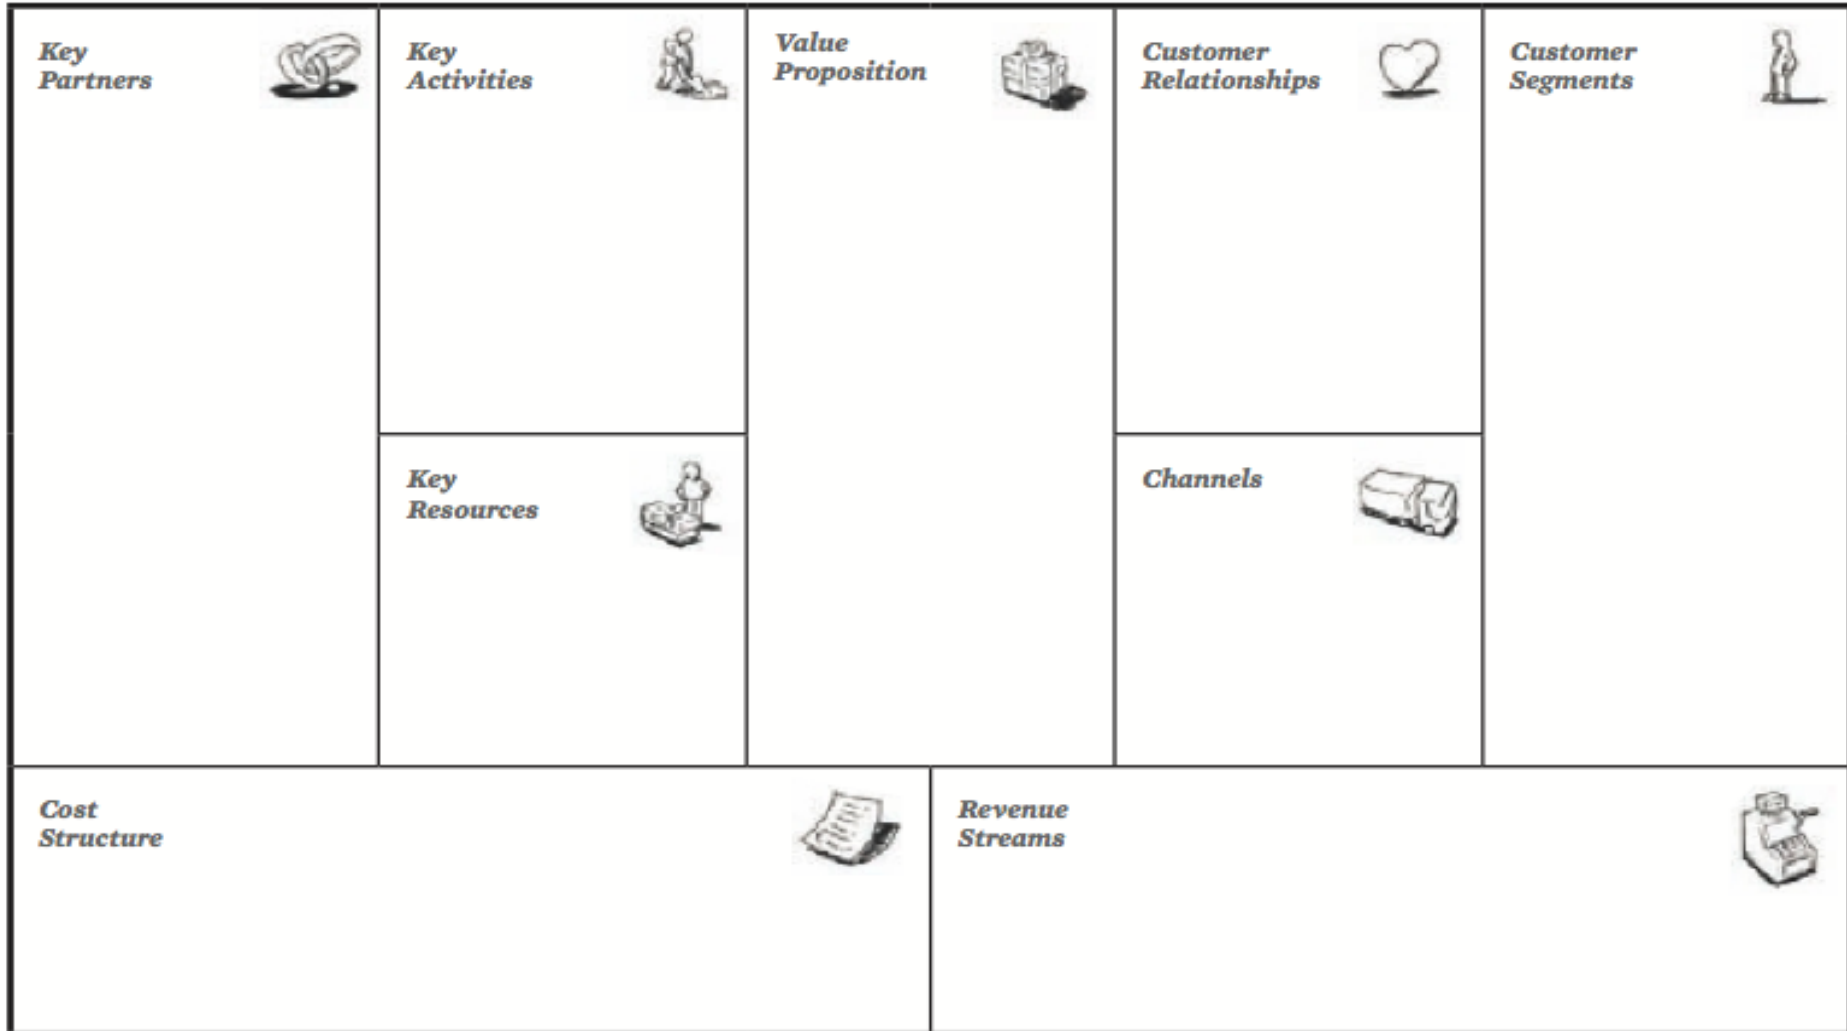 Key
Partners
Key
Activities
Value
Proposition
Customer
Relationships
Customer
Segments
Key
Resources
Channels
Cost
Structure
Revenue
Streams